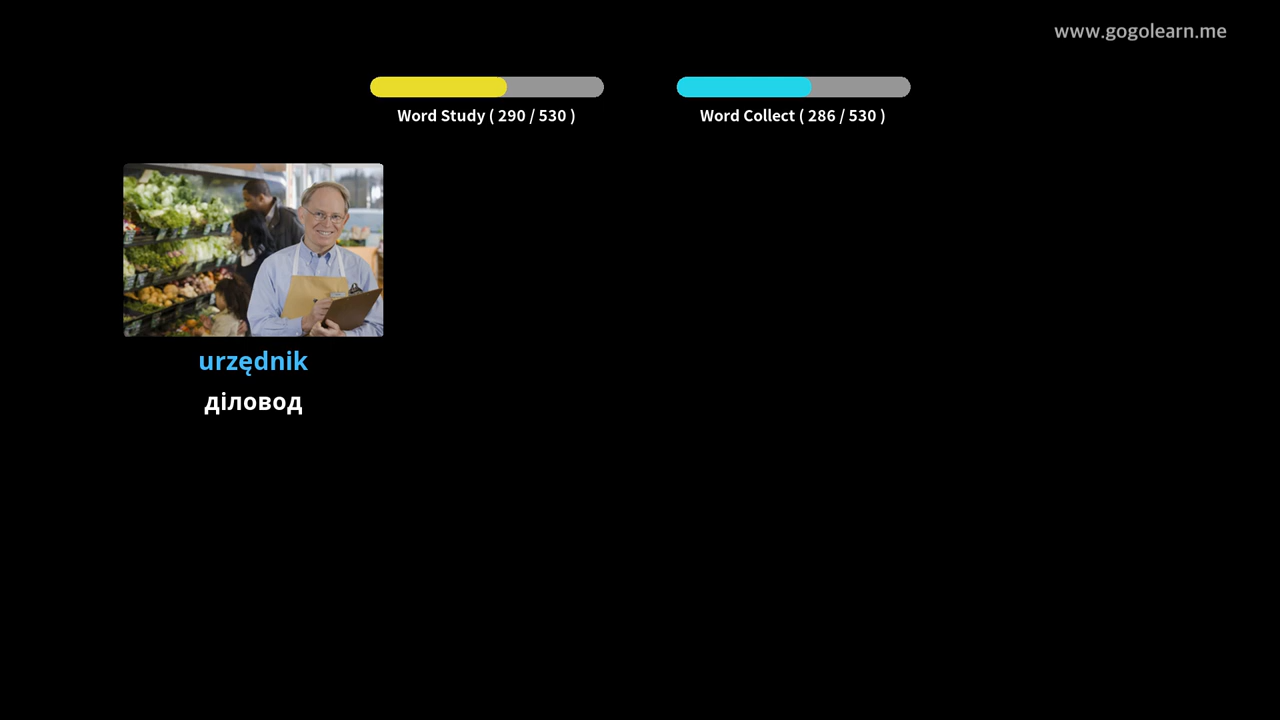 www.gogolearn.me
Word Study ( 290 / 530 )
Word Collect ( 286 / 530 )
urzędnik
діловод